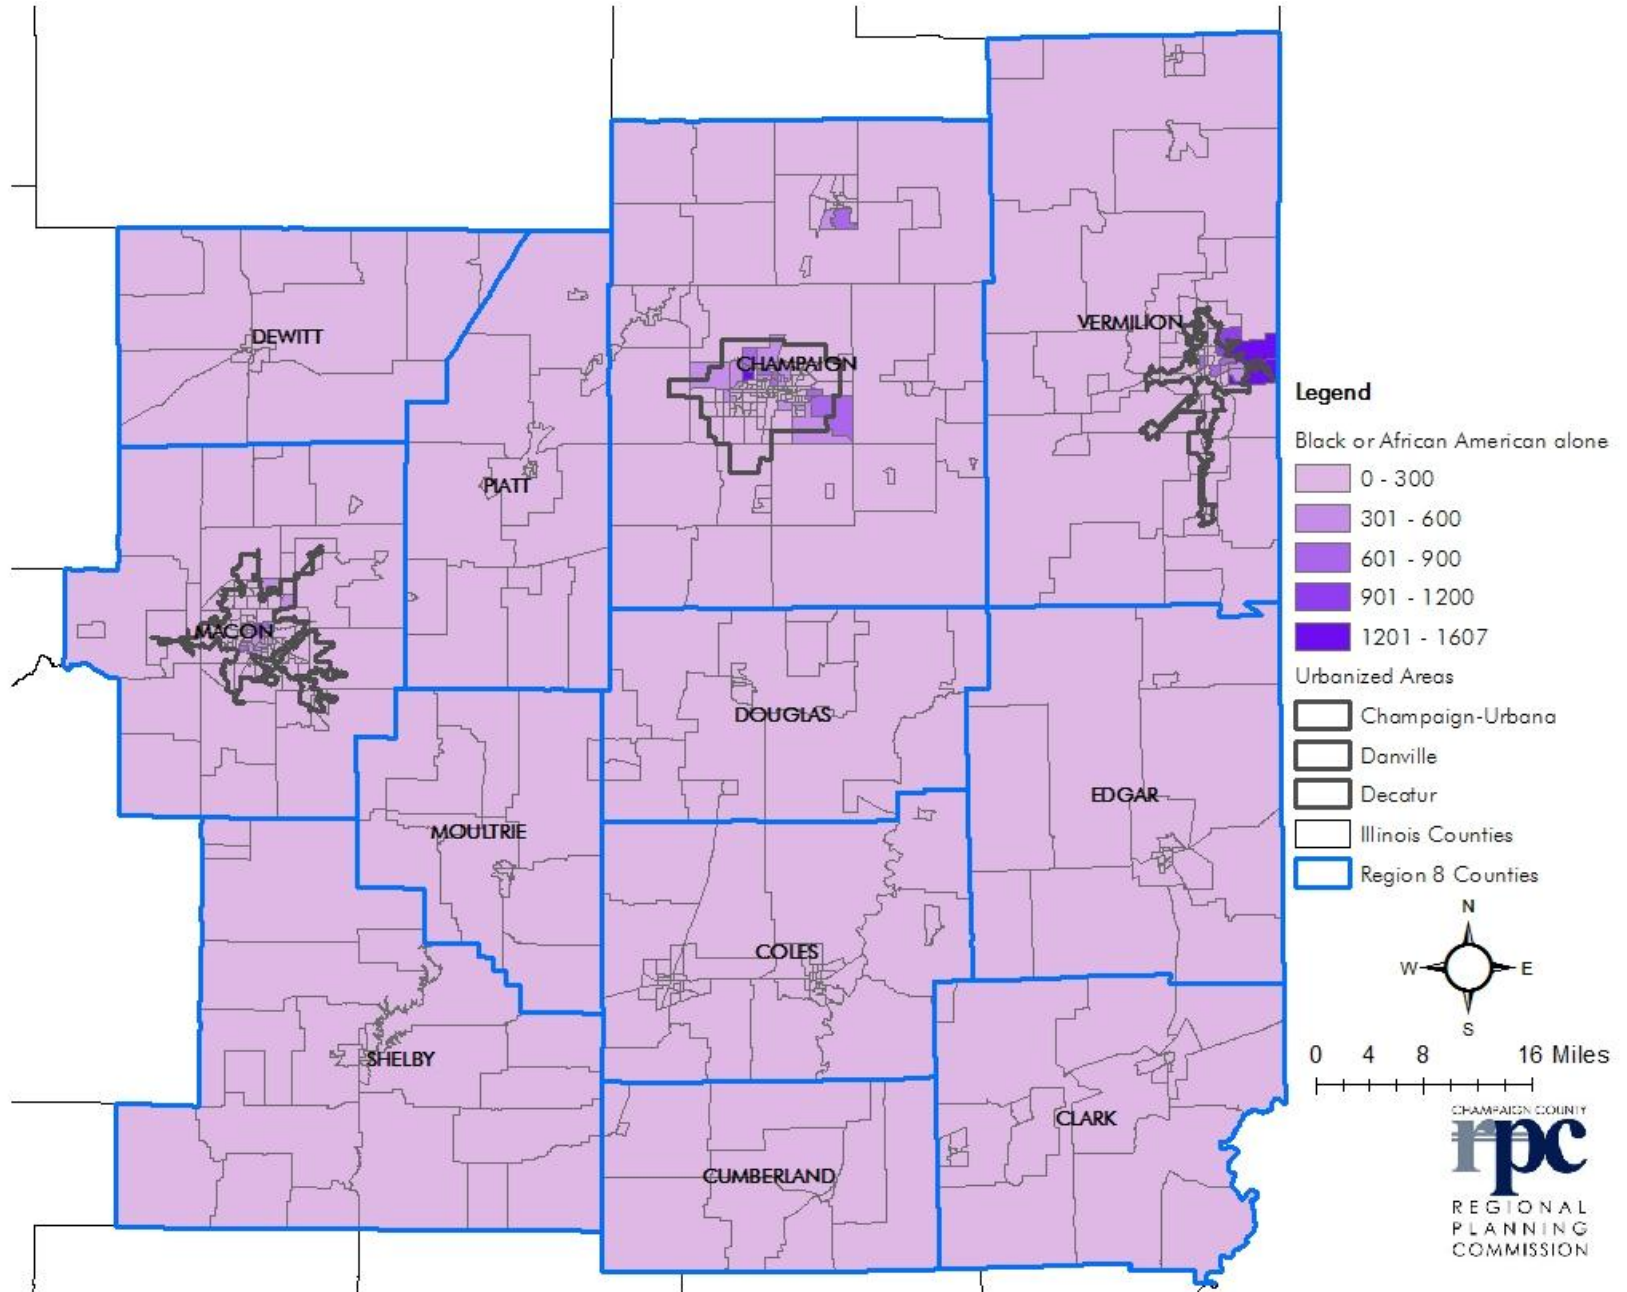 DEWITT
CHAMPAIGN
VERMILION
PIATT
MACON
DOUGLAS
MOULTRIE
EDGAR
COLES
SHELBY
CLARK
CUMBERLAND
Legend
Black or African American alone
0 - 300
301 - 600
601 - 900
901 - 1200
1201 - 1607
Urbanized Areas
Champaign-Urbana
Danville
Decatur
Illinois Counties
Region 8 Counties
N
W E
S
0 4 8 16 Miles
CHAMPAIGN COUNTY
rpc
REGIONAL
PLANNING
COMMISSION